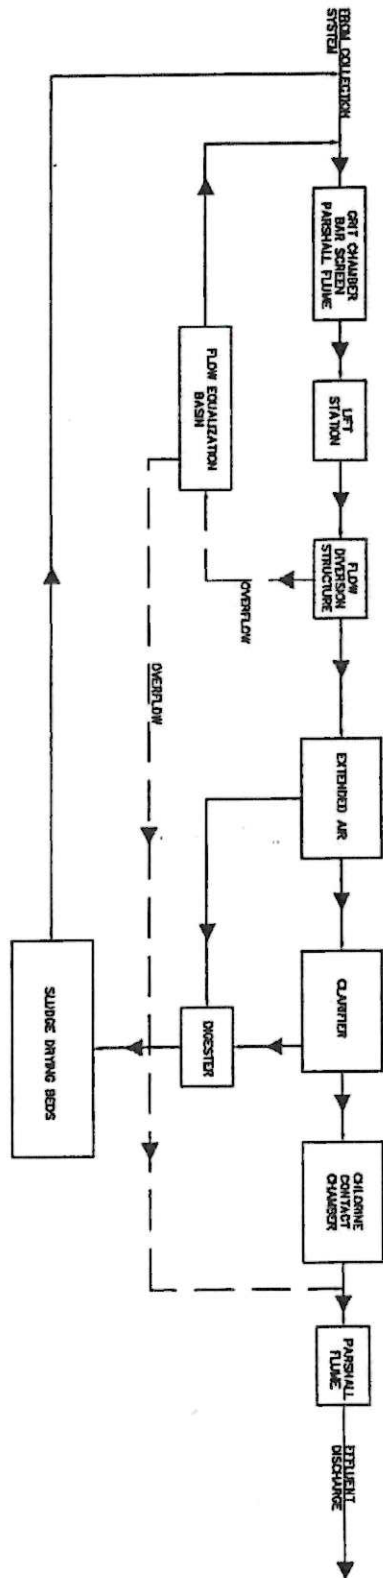 FROM COLLECTION
SYSTEM
GRIT CHAMBER
BAR SCREEN
PARSHALL FLUME
LIFT
STATION
FLOW
DIVERSION
STRUCTURE
EXTENDED AIR
CLARIFIER
CHLORINE
CONTACT
CHAMBER
PARSHALL
FLUME
EFFLUENT
DISCHARGE
FLOW EQUALIZATION
BASIN
OVERFLOW
OVERFLOW
DIGESTER
SLUDGE DRYING BEDS